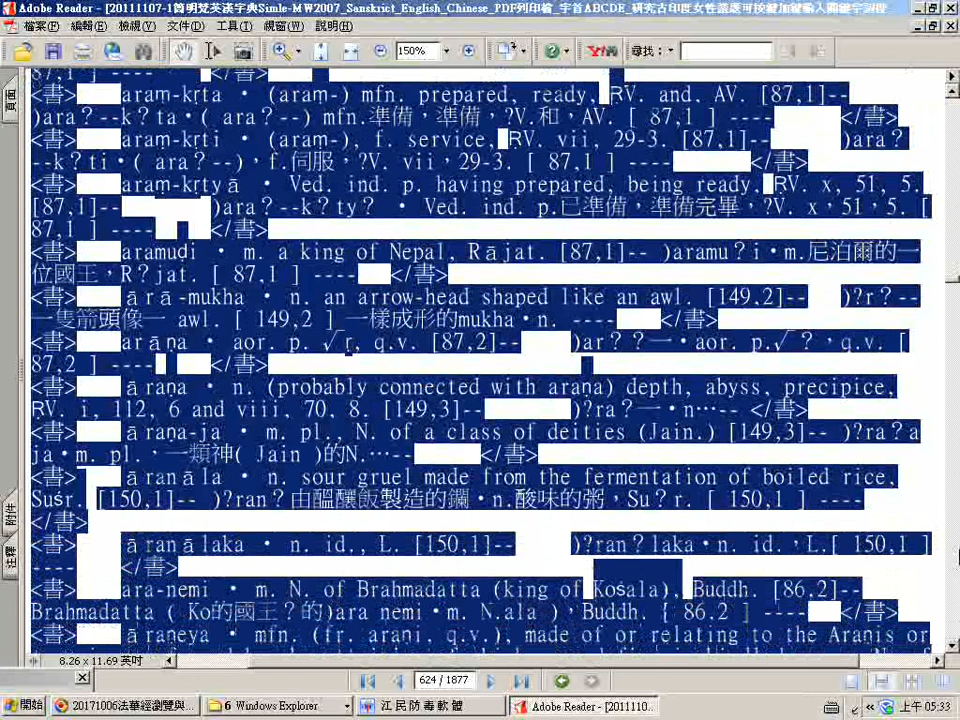 Adobe Reader - [20111107-1簡明梵英漢字典Simle-MW2007_Sanskrit_English_Chinese_PDF列印檔_字首ABCDE_研究古印度女性議題可按鍵加鍵入關鍵字詞搜
檔案(F) 編輯(E) 檢視(V) 文件(D) 工具(T) 視窗(W) 說明(H)
150% 尋找:
頁面
附件
註釋
87,1 ] ---- </書>
<書> araṃ-kṛta · (araṃ-) mfn. prepared, ready, RV. and, AV. [87,1]--
)ara？--k？ta·( ara？--) mfn.準備，準備，?V.和，AV. [ 87,1 ] ---- </書>
<書> araṃ-kṛti · (araṃ-), f. service, RV. vii, 29-3. [87,1]-- )ara？
--k？ti·( ara？--)，f.伺服，?V. vii，29-3. [ 87,1 ] ---- </書>
<書> araṃ-kṛtyā · Ved. ind. p. having prepared, being ready, RV. x, 51, 5.
[87,1]-- )ara？--k？ty？ · Ved. ind. p.已準備，準備完畢，?V. x，51，5. [
87,1 ] ---- </書>
<書> aramuḍi · m. a king of Nepal, Rājat. [87,1]-- )aramu？i·m.尼泊爾的一
位國王，R？jat. [ 87,1 ] ---- </書>
<書> ārā-mukha · n. an arrow-head shaped like an awl. [149,2]-- )?r？--
一隻箭頭像一 awl. [ 149,2 ] 一樣成形的mukha·n. ---- </書>
<書> arāṇa · aor. p. √ṛ, q.v. [87,2]-- )ar？？一·aor. p.√？，q.v. [
87,2 ] ---- </書>
<書> āraṇa · n. (probably connected with araṇa) depth, abyss, precipice,
RV. i, 112, 6 and viii, 70, 8. [149,3]-- )?ra？一·n…-- </書>
<書> āraṇa-ja · m. pl., N. of a class of deities (Jain.) [149,3]-- )?ra？a
ja·m. pl.，一類神( Jain )的N.…-- </書>
<書> āranāla · n. sour gruel made from the fermentation of boiled rice,
Suśr. [150,1]-- )?ran？由醞釀飯製造的鑭·n.酸味的粥，Su？r. [ 150,1 ] ----
</書>
<書> āranālaka · n. id., L. [150,1]-- )?ran？laka·n. id.，L.[ 150,1 ]
---- </書>
<書> ara-nemi · m. N. of Brahmadatta (king of Kośala), Buddh. [86.2]--
Brahmadatta ( Ko的國王？的)ara nemi·m. N.ala )，Buddh. { 86.2 ] ---- </書>
<書> āraṇeya · mfn. (fr. araṇi, q.v.), made of or relating to the Araṇis or
8.26 x 11.69 英吋
624 / 1877
開始 20171006法華經瀏覽與... 6 Windows Explorer 江民防毒軟體 Adobe Reader - [2011110... 上午 05:33